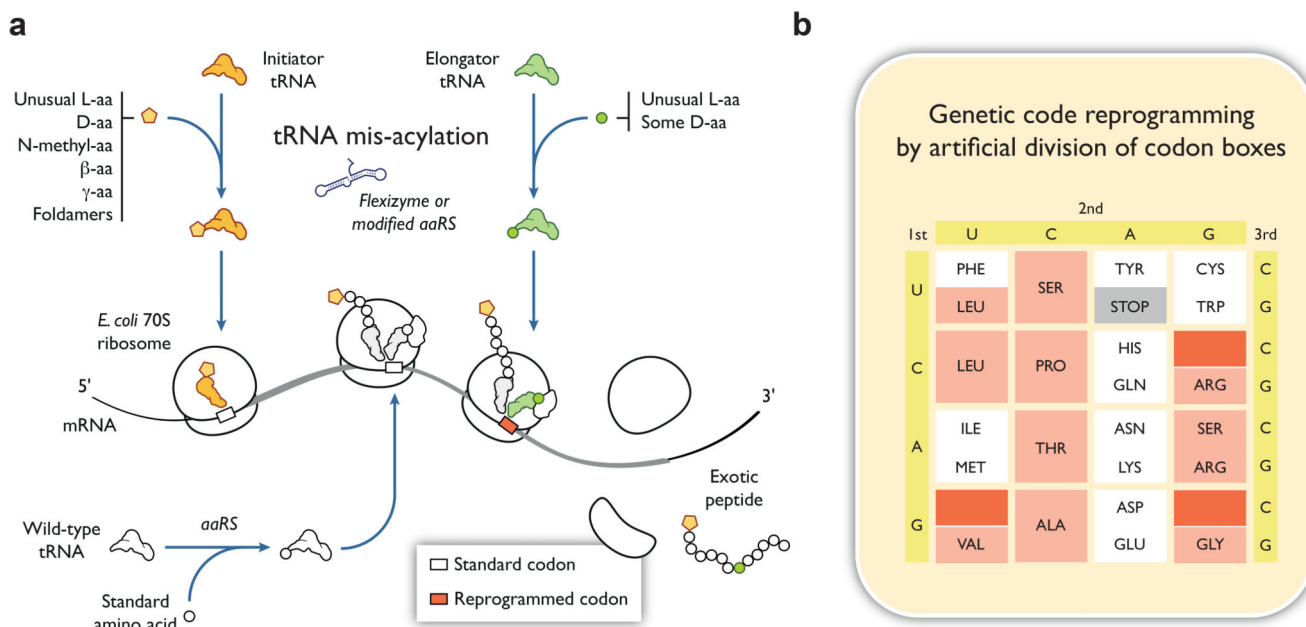 a
Initiator
tRNA
Elongator
tRNA
Unusual L-aa
D-aa
N-methyl-aa
β-aa
γ-aa
Foldamers
Unusual L-aa
Some D-aa
tRNA mis-acylation
Flexizyme or
modified aaRS
E. coli 70S
ribosome
5'
mRNA
3'
Exotic
peptide
Wild-type
tRNA
aaRS
Standard
amino acid
Standard codon
Reprogrammed codon
b
Genetic code reprogramming
by artificial division of codon boxes
2nd
1st U C A G 3rd
U
PHE TYR CYS C
SER
LEU STOP TRP G
C
HIS C
LEU PRO
GLN ARG G
A
ILE ASN SER C
THR
MET LYS ARG G
G
ASP C
ALA
VAL GLU GLY G